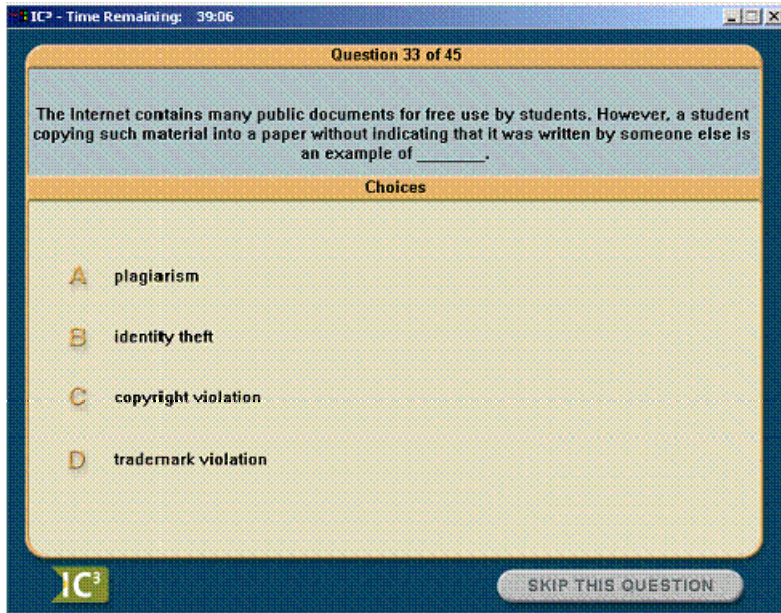 IC³ - Time Remaining: 39:06
Question 33 of 45
The Internet contains many public documents for free use by students. However, a student
copying such material into a paper without indicating that it was written by someone else is
an example of _______.
Choices
A plagiarism
B identity theft
C copyright violation
D trademark violation
IC³
SKIP THIS QUESTION